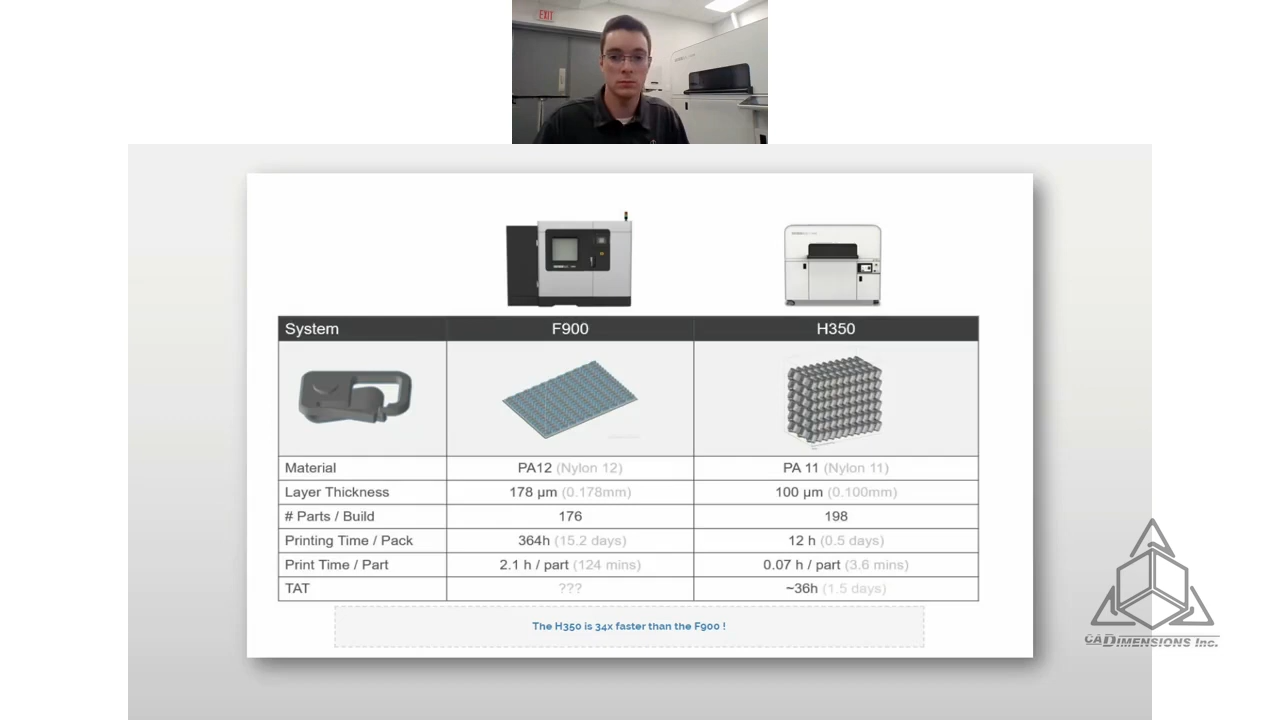 EXIT
System F900 H350
Material PA12 (Nylon 12) PA 11 (Nylon 11)
Layer Thickness 178 µm (0.178mm) 100 µm (0.100mm)
# Parts / Build 176 198
Printing Time / Pack 364h (15.2 days) 12 h (0.5 days)
Print Time / Part 2.1 h / part (124 mins) 0.07 h / part (3.6 mins)
TAT ??? ~36h (1.5 days)
The H350 is 34x faster than the F900 !
CADIMENSIONS Inc.